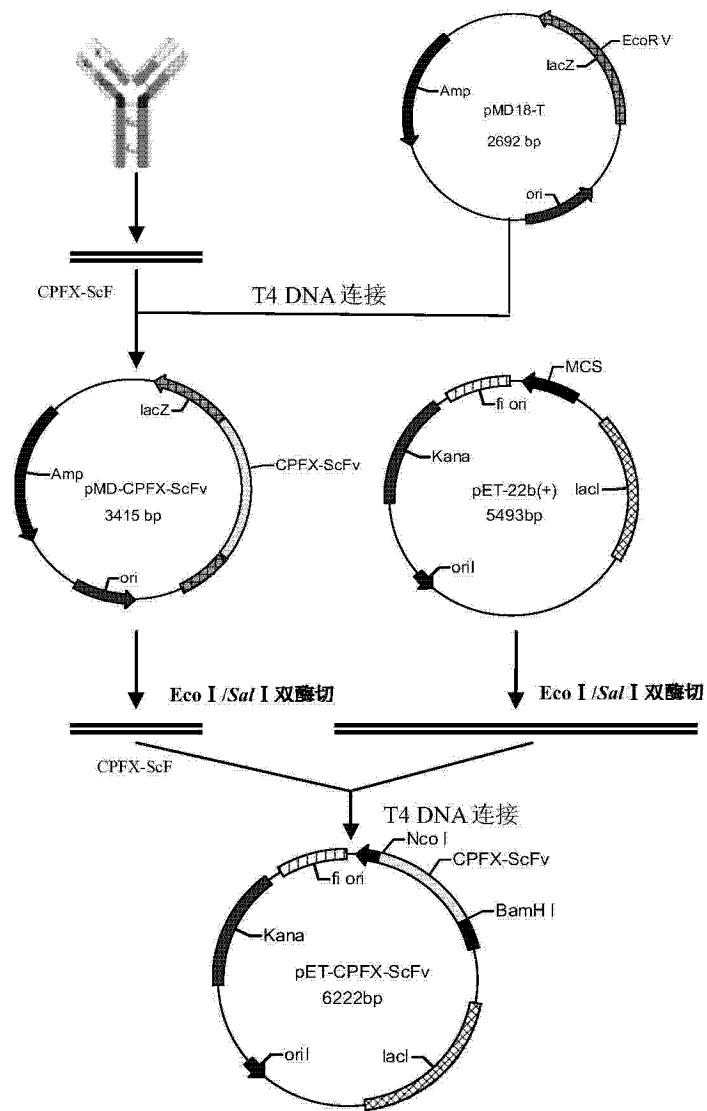 EcoR V
lacZ
Amp
pMD18-T
2692 bp
ori
CPFX-ScF
T4 DNA 连接
lacZ
Amp
CPFX-ScFv
pMD-CPFX-ScFv
3415 bp
ori
MCS
fi ori
Kana
pET-22b(+)
lacI
5493bp
oriI
Eco I/Sal I 双酶切
Eco I/Sal I 双酶切
CPFX-ScF
T4 DNA 连接
Nco I
CPFX-ScFv
fi ori
BamH I
Kana
pET-CPFX-ScFv
6222bp
oriI
lacI